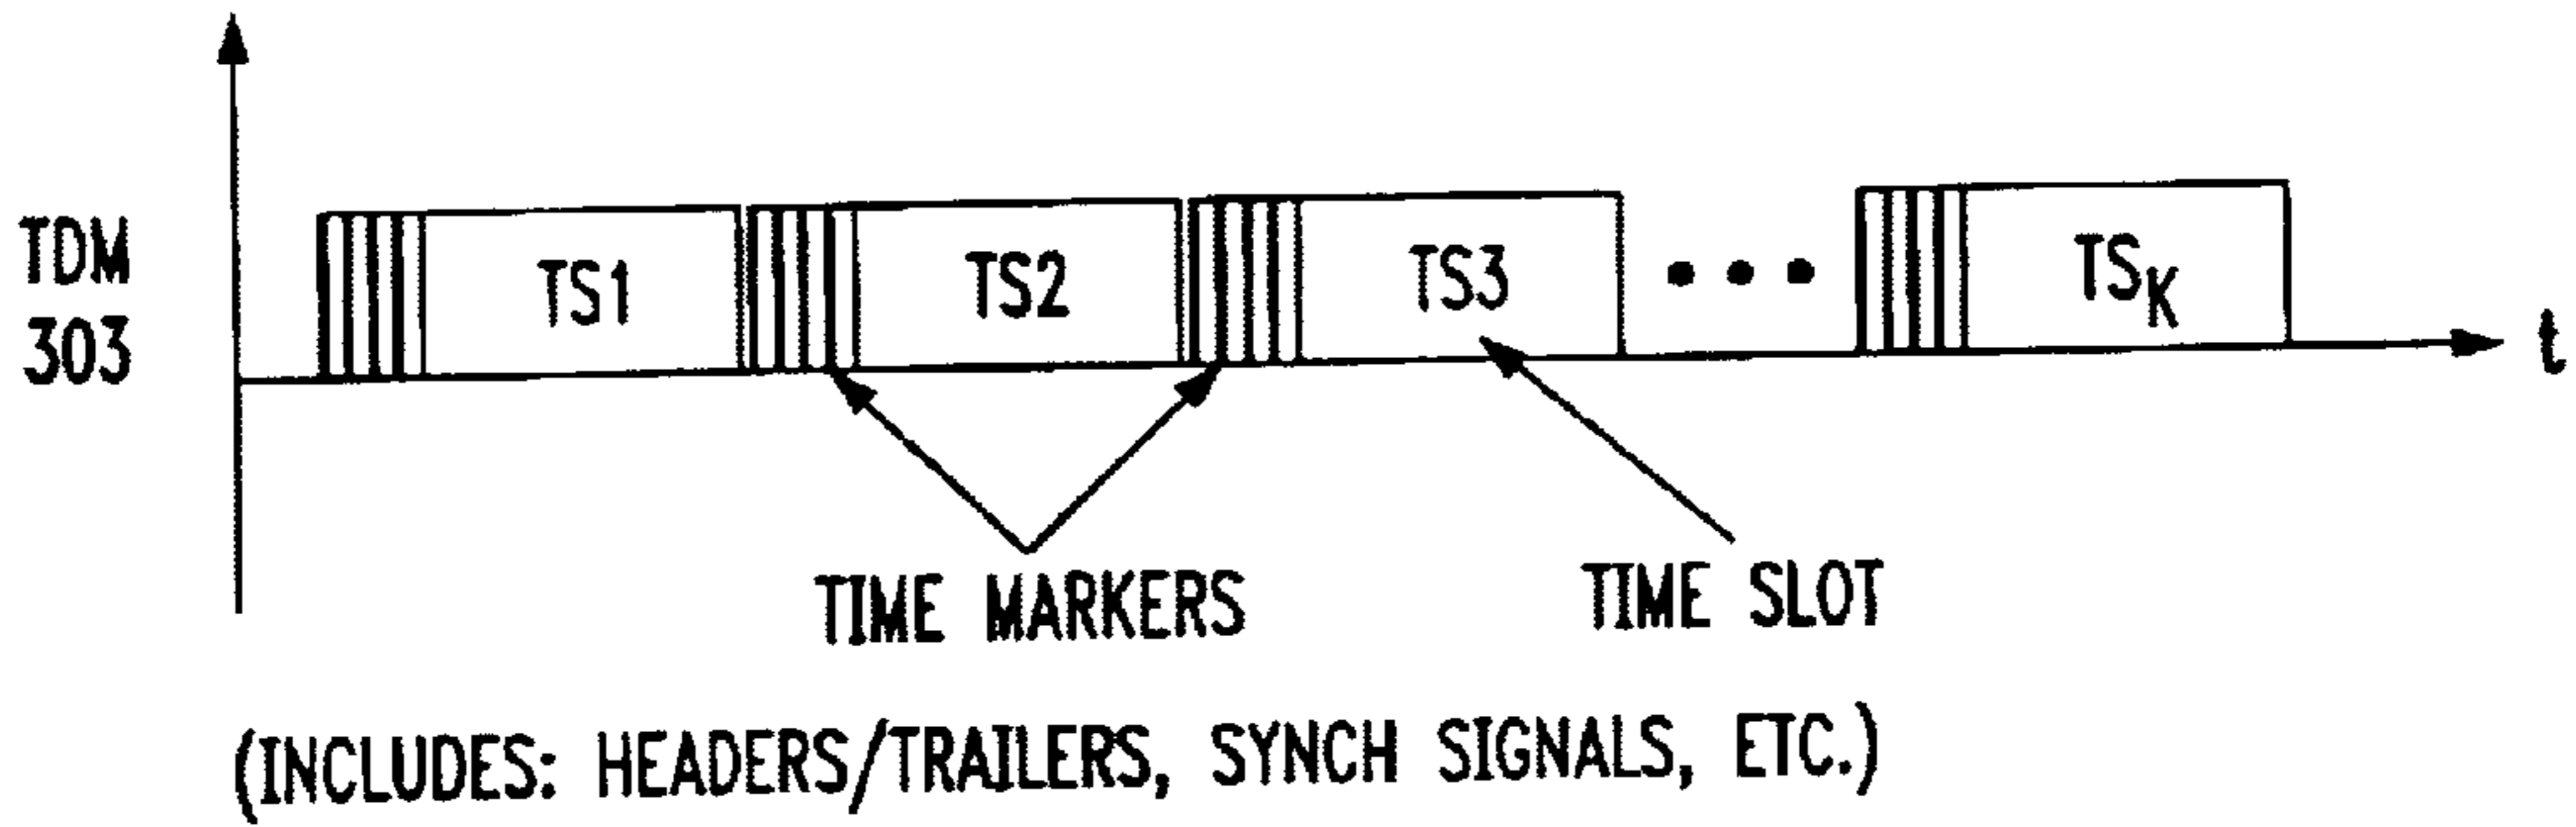 TDM
303
TS1
TS2
TS3
TSK
t
TIME MARKERS
TIME SLOT
(INCLUDES: HEADERS/TRAILERS, SYNCH SIGNALS, ETC.)